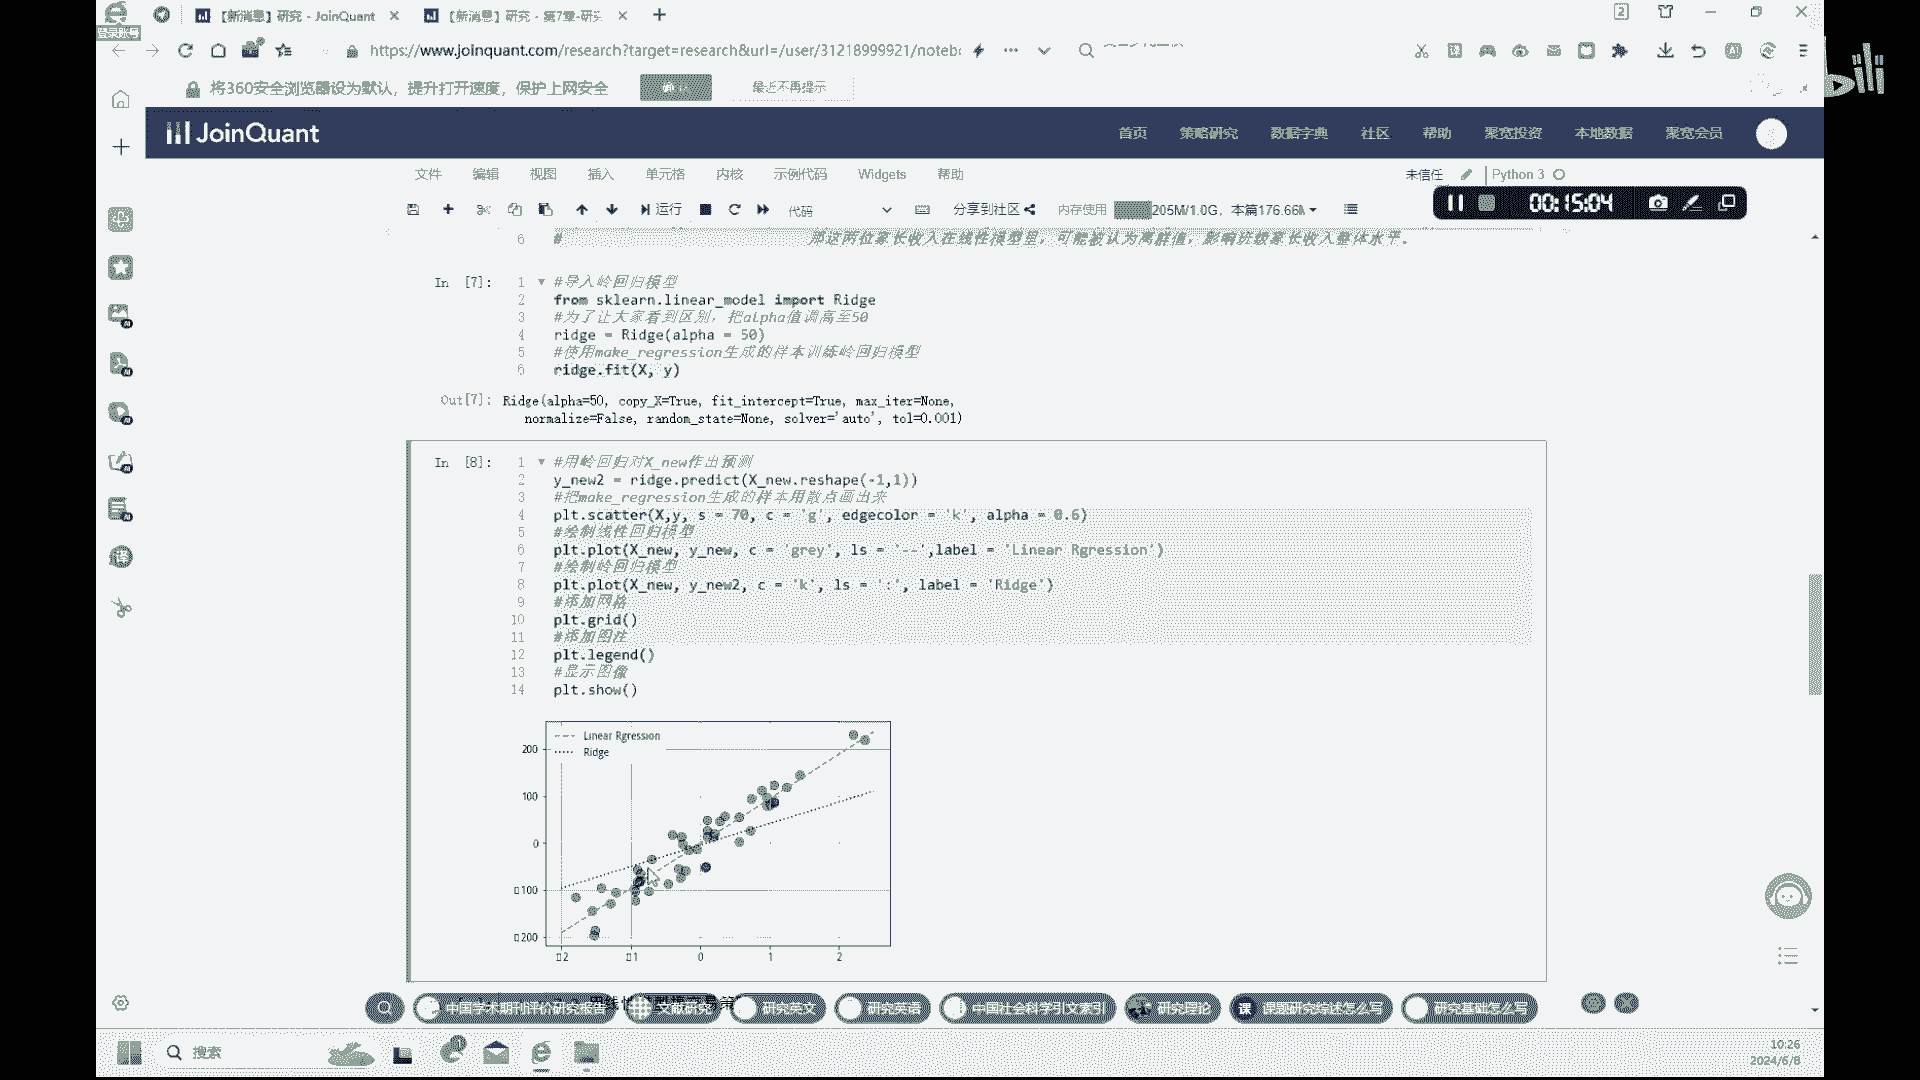 登录账号
【新消息】研究 - JoinQuant
【新消息】研究 - 第7章-研究
2
https://www.joinquant.com/research?target=research&url=/user/31218999921/noteb
将360安全浏览器设为默认，提升打开速度，保护上网安全
最近不再提示
bili
JoinQuant
首页 策略研究 数据字典 社区 帮助 聚宽投资 本地数据 聚宽会员
文件 编辑 视图 插入 单元格 内核 示例代码 Widgets 帮助
未信任 Python 3
运行 代码 分享到社区 内存使用 205M/1.0G，本篇176.66M
00:15:04
6 # 那这两位家长收入在线性模型里，可能被认为离群值，影响班级家长收入整体水平。
In [7]:
1 #导入岭回归模型
2 from sklearn.linear_model import Ridge
3 #为了让大家看到区别，把alpha值调高至50
4 ridge = Ridge(alpha = 50)
5 #使用make_regression生成的样本训练岭回归模型
6 ridge.fit(X, y)
Out[7]: Ridge(alpha=50, copy_X=True, fit_intercept=True, max_iter=None,
normalize=False, random_state=None, solver='auto', tol=0.001)
In [8]:
1 #用岭回归对X_new作出预测
2 y_new2 = ridge.predict(X_new.reshape(-1,1))
3 #把make_regression生成的样本用散点画出来
4 plt.scatter(X,y, s = 70, c = 'g', edgecolor = 'k', alpha = 0.6)
5 #绘制线性回归模型
6 plt.plot(X_new, y_new, c = 'grey', ls = '--',label = 'Linear Rgression')
7 #绘制岭回归模型
8 plt.plot(X_new, y_new2, c = 'k', ls = ':', label = 'Ridge')
9 #添加网格
10 plt.grid()
11 #添加图注
12 plt.legend()
13 #显示图像
14 plt.show()
Linear Rgression
Ridge
200
100
0
□100
□200
□2 □1 0 1 2
中国学术期刊评价研究报告 文献研究 研究英文 研究英语 中国社会科学引文索引 研究导论 课题研究综述怎么写 研究基础怎么写
搜索
10:26
2024/6/8